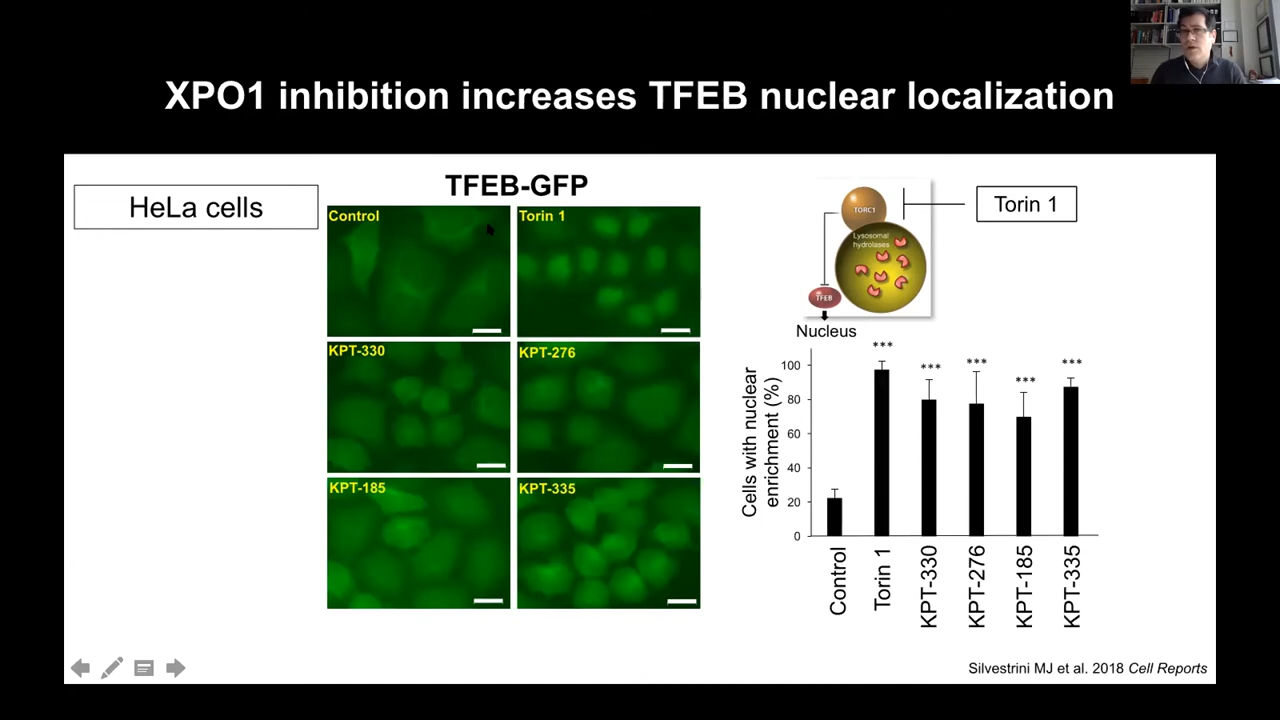 XPO1 inhibition increases TFEB nuclear localization
HeLa cells
TFEB-GFP
Control
Torin 1
KPT-330
KPT-276
KPT-185
KPT-335
TORC1
Lysosomal
hydrolases
TFEB
Nucleus
Torin 1
Cells with nuclear
enrichment (%)
100
80
60
40
20
0
***
***
***
***
***
Control
Torin 1
KPT-330
KPT-276
KPT-185
KPT-335
Silvestrini MJ et al. 2018 Cell Reports